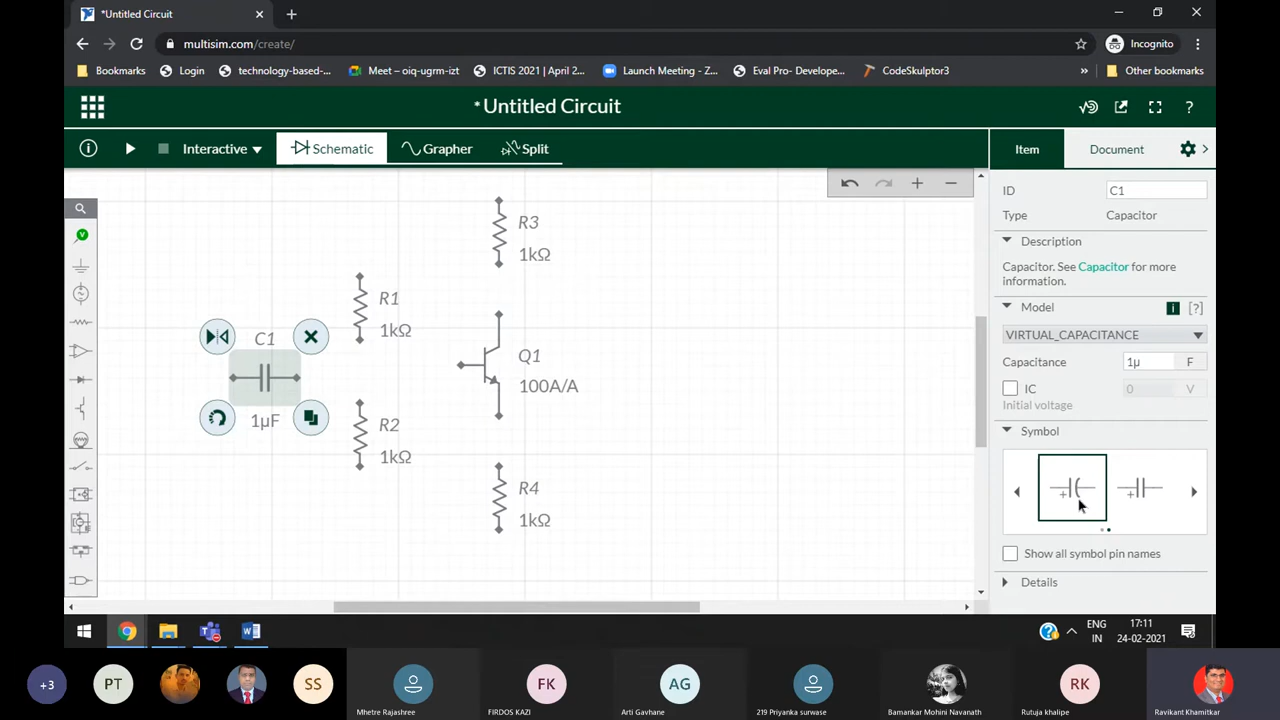 *Untitled Circuit
multisim.com/create/
Incognito
Bookmarks
Login
technology-based-...
Meet – oiq-ugrm-izt
ICTIS 2021 | April 2...
Launch Meeting - Z...
Eval Pro- Develope...
CodeSkulptor3
»
Other bookmarks
*Untitled Circuit
?
Interactive
Schematic
Grapher
Split
Item
Document
ID
C1
Type
Capacitor
Description
Capacitor. See Capacitor for more
information.
Model
[?]
VIRTUAL_CAPACITANCE
Capacitance
1µ
F
IC
0
V
Initial voltage
Symbol
Show all symbol pin names
Details
R3
1kΩ
R1
1kΩ
C1
1µF
Q1
100A/A
R2
1kΩ
R4
1kΩ
ENG
IN
17:11
24-02-2021
+3
PT
SS
Mhetre Rajashree
FK
FIRDOS KAZI
AG
Arti Gavhane
219 Priyanka surwase
Bamankar Mohini Navanath
RK
Rutuja khalipe
Ravikant Khamitkar